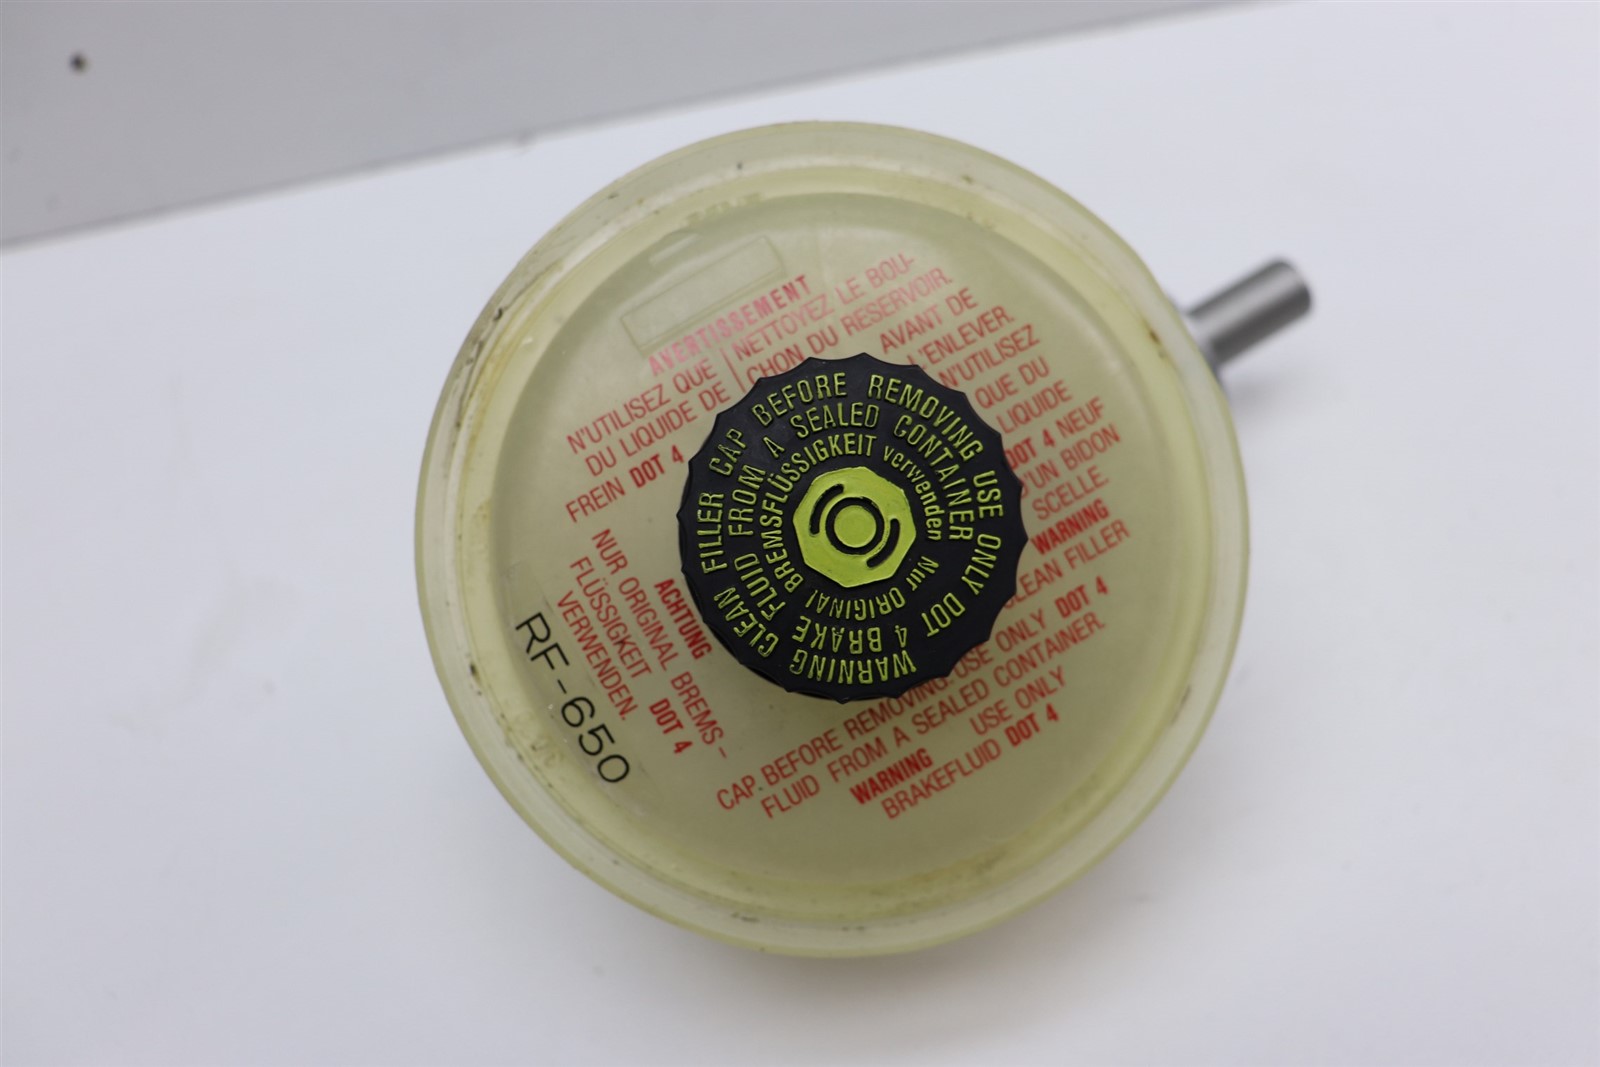 AVERTISSEMENT
N'UTILISEZ QUE
DU LIQUIDE DE
FREIN DOT 4
NETTOYEZ LE BOU-
CHON DU RESERVOIR.
AVANT DE
L'ENLEVER.
N'UTILISEZ
QUE DU
LIQUIDE
DOT 4 NEUF
D'UN BIDON
SCELLE.
WARNING
CLEAN FILLER
CAP BEFORE REMOVING USE ONLY DOT 4
FLUID FROM A SEALED CONTAINER.
WARNING USE ONLY
BRAKEFLUID DOT 4
ACHTUNG
NUR ORIGINAL BREMS-
FLÜSSIGKEIT DOT 4
VERWENDEN.
RF-650
WARNING CLEAN FILLER CAP BEFORE REMOVING USE ONLY DOT
4 BRAKE FLUID FROM A SEALED CONTAINER
Nur ORIGINAL BREMSFLÜSSIGKEIT verwenden